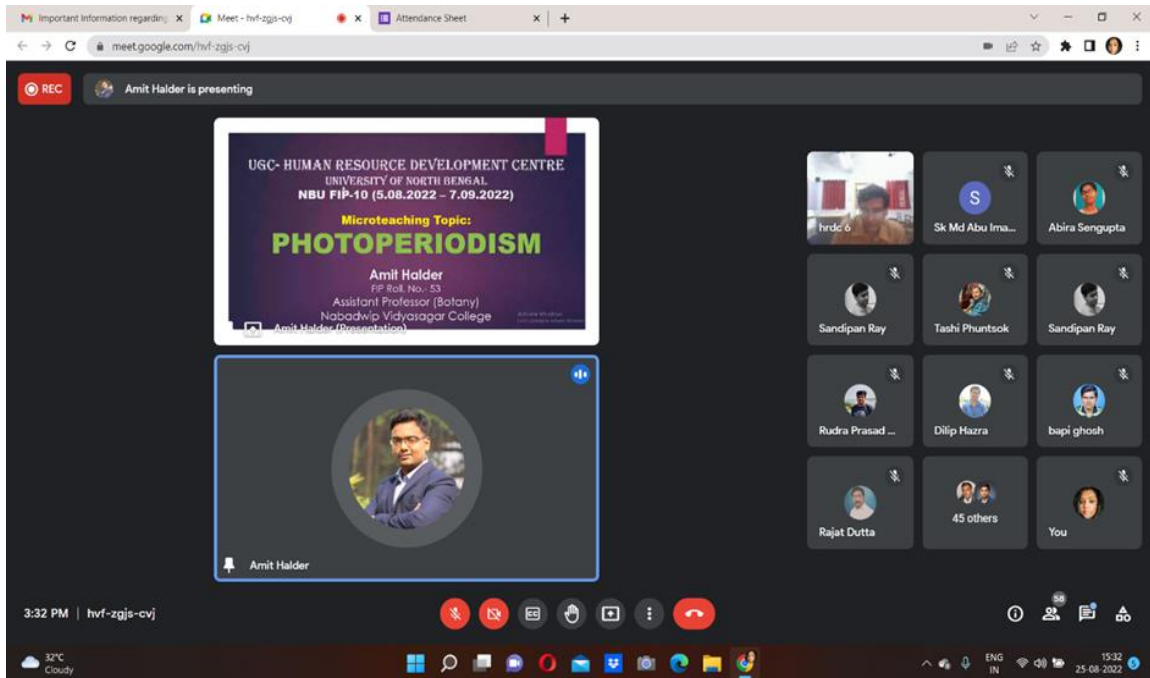 Important Information regarding
Meet - hvf-zgjs-cvj
Attendance Sheet
meet.google.com/hvf-zgjs-cvj
REC
Amit Halder is presenting
UGC- HUMAN RESOURCE DEVELOPMENT CENTRE
UNIVERSITY OF NORTH BENGAL
NBU FIP-10 (5.08.2022 – 7.09.2022)
Microteaching Topic:
PHOTOPERIODISM
Amit Halder
FIP Roll. No.- 53
Assistant Professor (Botany)
Nabadwip Vidyasagar College
Amit Halder (Presentation)
Amit Halder
hrdc 6
S
Sk Md Abu Ima...
Abira Sengupta
Sandipan Ray
Tashi Phuntsok
Sandipan Ray
Rudra Prasad ...
Dilip Hazra
bapi ghosh
Rajat Dutta
45 others
You
3:32 PM | hvf-zgjs-cvj
58
32°C
Cloudy
ENG
IN
15:32
25-08-2022